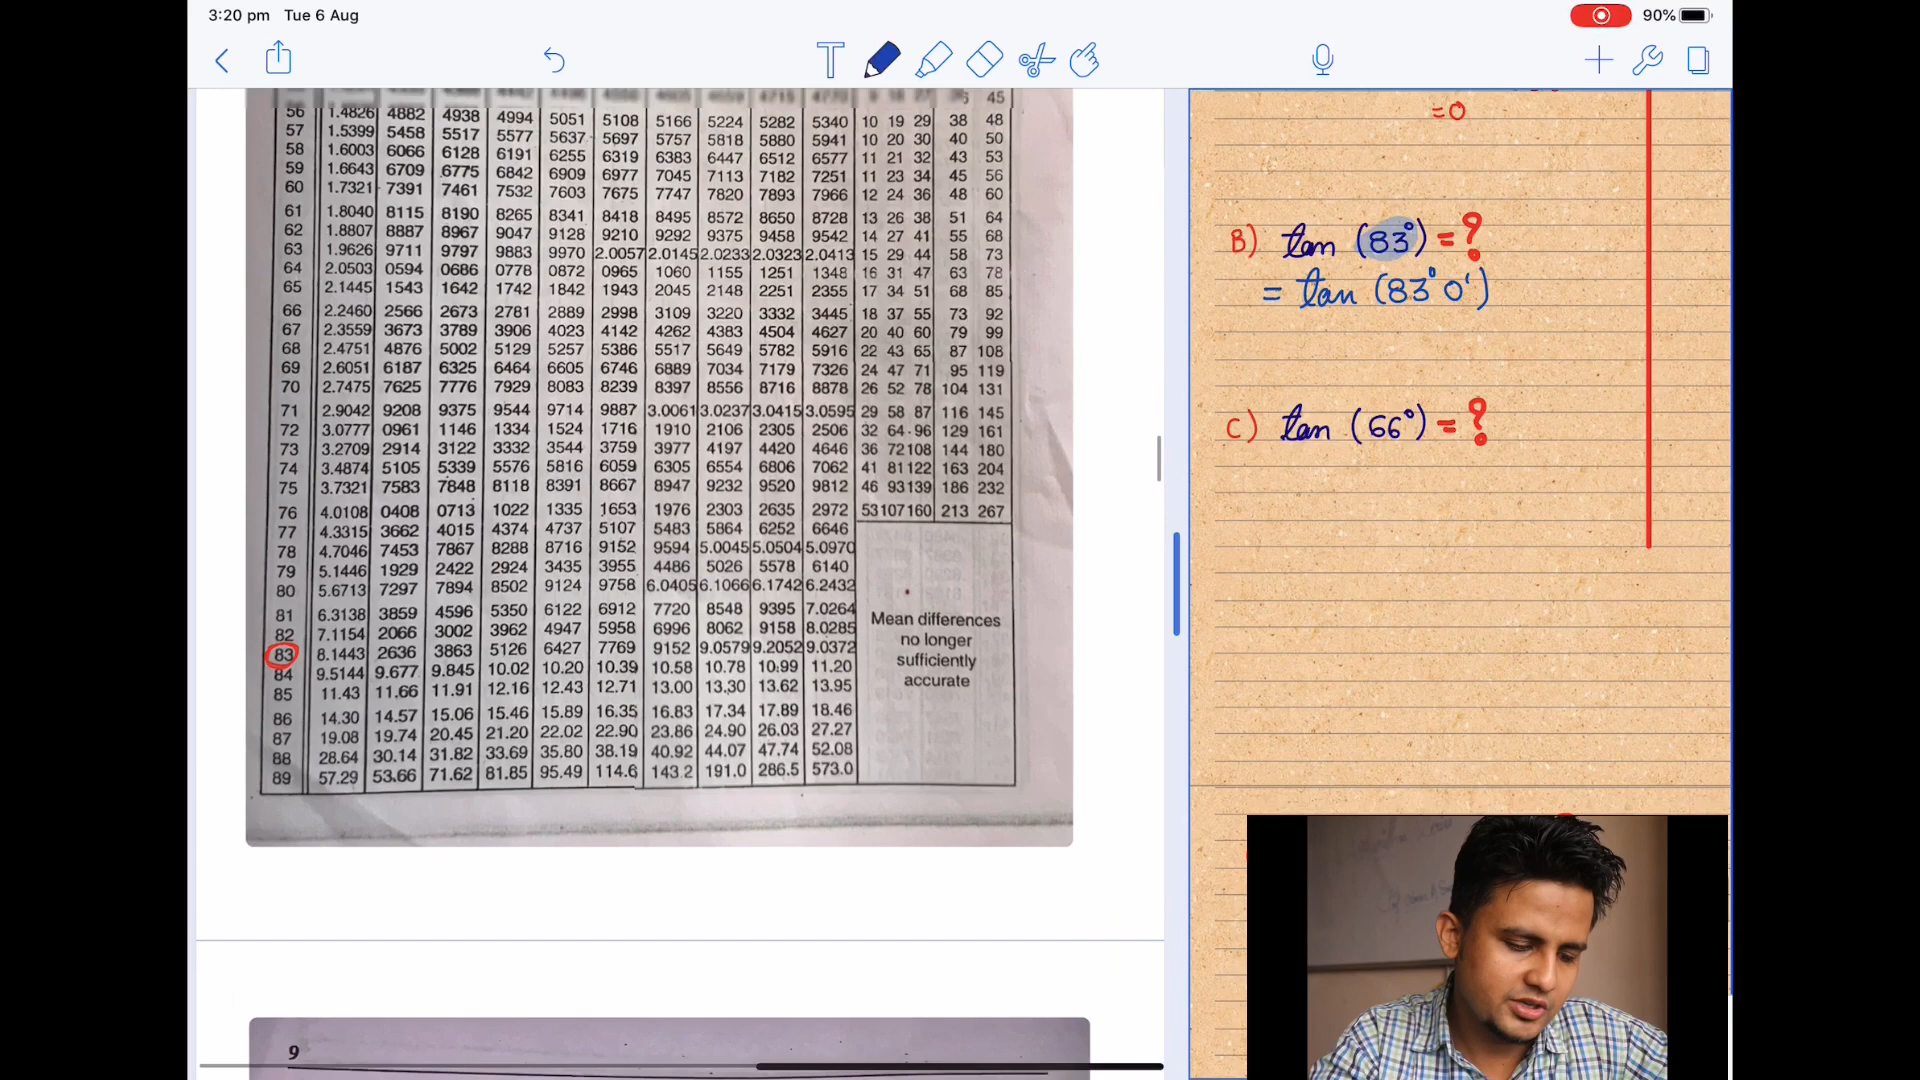 3:20 pm Tue 6 Aug
90%
6 45
56 1.4826 4882 4938 4994 5051 5108 5166 5224 5282 5340 10 19 29 38 48
57 1.5399 5458 5517 5577 5637 5697 5757 5818 5880 5941 10 20 30 40 50
58 1.6003 6066 6128 6191 6255 6319 6383 6447 6512 6577 11 21 32 43 53
59 1.6643 6709 6775 6842 6909 6977 7045 7113 7182 7251 11 23 34 45 56
60 1.7321 7391 7461 7532 7603 7675 7747 7820 7893 7966 12 24 36 48 60
61 1.8040 8115 8190 8265 8341 8418 8495 8572 8650 8728 13 26 38 51 64
62 1.8807 8887 8967 9047 9128 9210 9292 9375 9458 9542 14 27 41 55 68
63 1.9626 9711 9797 9883 9970 2.0057 2.0145 2.0233 2.0323 2.0413 15 29 44 58 73
64 2.0503 0594 0686 0778 0872 0965 1060 1155 1251 1348 16 31 47 63 78
65 2.1445 1543 1642 1742 1842 1943 2045 2148 2251 2355 17 34 51 68 85
66 2.2460 2566 2673 2781 2889 2998 3109 3220 3332 3445 18 37 55 73 92
67 2.3559 3673 3789 3906 4023 4142 4262 4383 4504 4627 20 40 60 79 99
68 2.4751 4876 5002 5129 5257 5386 5517 5649 5782 5916 22 43 65 87 108
69 2.6051 6187 6325 6464 6605 6746 6889 7034 7179 7326 24 47 71 95 119
70 2.7475 7625 7776 7929 8083 8239 8397 8556 8716 8878 26 52 78 104 131
71 2.9042 9208 9375 9544 9714 9887 3.0061 3.0237 3.0415 3.0595 29 58 87 116 145
72 3.0777 0961 1146 1334 1524 1716 1910 2106 2305 2506 32 64 96 129 161
73 3.2709 2914 3122 3332 3544 3759 3977 4197 4420 4646 36 72 108 144 180
74 3.4874 5105 5339 5576 5816 6059 6305 6554 6806 7062 41 81 122 163 204
75 3.7321 7583 7848 8118 8391 8667 8947 9232 9520 9812 46 93 139 186 232
76 4.0108 0408 0713 1022 1335 1653 1976 2303 2635 2972 53 107 160 213 267
77 4.3315 3662 4015 4374 4737 5107 5483 5864 6252 6646
78 4.7046 7453 7867 8288 8716 9152 9594 5.0045 5.0504 5.0970
79 5.1446 1929 2422 2924 3435 3955 4486 5026 5578 6140
80 5.6713 7297 7894 8502 9124 9758 6.0405 6.1066 6.1742 6.2432
81 6.3138 3859 4596 5350 6122 6912 7720 8548 9395 7.0264
82 7.1154 2066 3002 3962 4947 5958 6996 8062 9158 8.0285
83 8.1443 2636 3863 5126 6427 7769 9152 9.0579 9.2052 9.0372
84 9.5144 9.677 9.845 10.02 10.20 10.39 10.58 10.78 10.99 11.20
85 11.43 11.66 11.91 12.16 12.43 12.71 13.00 13.30 13.62 13.95
86 14.30 14.57 15.06 15.46 15.89 16.35 16.83 17.34 17.89 18.46
87 19.08 19.74 20.45 21.20 22.02 22.90 23.86 24.90 26.03 27.27
88 28.64 30.14 31.82 33.69 35.80 38.19 40.92 44.07 47.74 52.08
89 57.29 53.66 71.62 81.85 95.49 114.6 143.2 191.0 286.5 573.0
Mean differences
no longer
sufficiently
accurate
9
=0
B) tan (83°) = ?
= tan (83° 0')
C) tan (66°) = ?